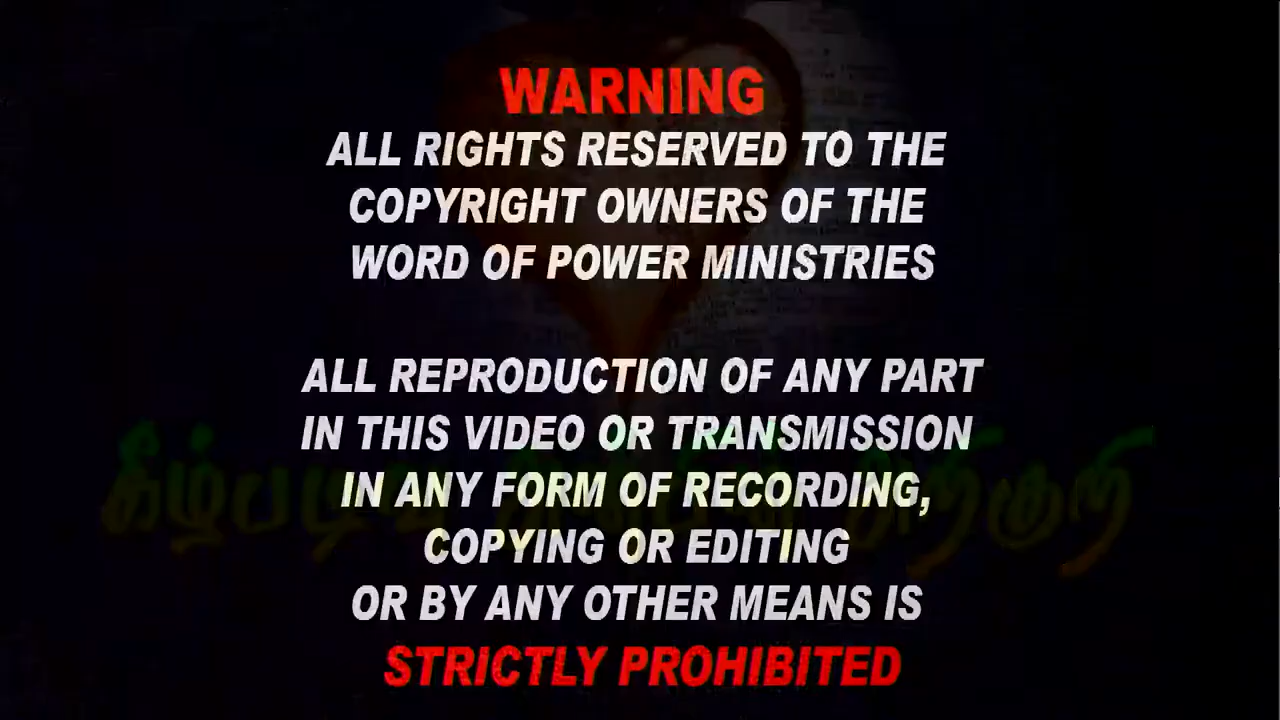 WARNING
ALL RIGHTS RESERVED TO THE
COPYRIGHT OWNERS OF THE
WORD OF POWER MINISTRIES
ALL REPRODUCTION OF ANY PART
IN THIS VIDEO OR TRANSMISSION
IN ANY FORM OF RECORDING,
COPYING OR EDITING
OR BY ANY OTHER MEANS IS
STRICTLY PROHIBITED